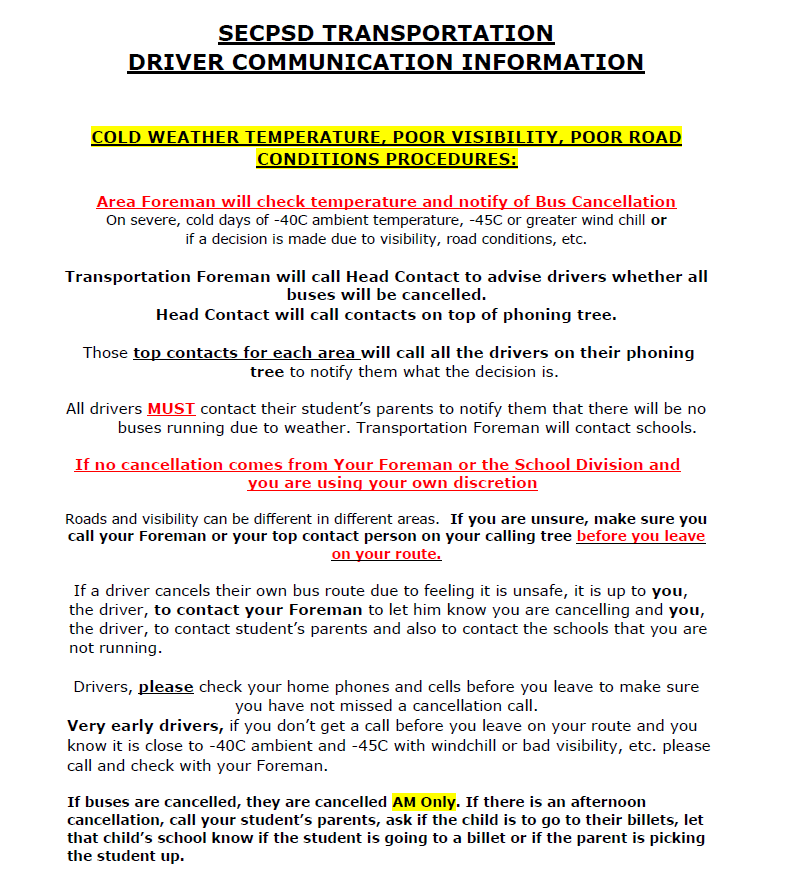 SECPSD TRANSPORTATION
DRIVER COMMUNICATION INFORMATION
COLD WEATHER TEMPERATURE, POOR VISIBILITY, POOR ROAD
CONDITIONS PROCEDURES:
Area Foreman will check temperature and notify of Bus Cancellation
On severe, cold days of -40C ambient temperature, -45C or greater wind chill or
if a decision is made due to visibility, road conditions, etc.
Transportation Foreman will call Head Contact to advise drivers whether all
buses will be cancelled.
Head Contact will call contacts on top of phoning tree.
Those top contacts for each area will call all the drivers on their phoning
tree to notify them what the decision is.
All drivers MUST contact their student’s parents to notify them that there will be no
buses running due to weather. Transportation Foreman will contact schools.
If no cancellation comes from Your Foreman or the School Division and
you are using your own discretion
Roads and visibility can be different in different areas. If you are unsure, make sure you
call your Foreman or your top contact person on your calling tree before you leave
on your route.
If a driver cancels their own bus route due to feeling it is unsafe, it is up to you,
the driver, to contact your Foreman to let him know you are cancelling and you,
the driver, to contact student’s parents and also to contact the schools that you are
not running.
Drivers, please check your home phones and cells before you leave to make sure
you have not missed a cancellation call.
Very early drivers, if you don’t get a call before you leave on your route and you
know it is close to -40C ambient and -45C with windchill or bad visibility, etc. please
call and check with your Foreman.
If buses are cancelled, they are cancelled AM Only. If there is an afternoon
cancellation, call your student’s parents, ask if the child is to go to their billets, let
that child’s school know if the student is going to a billet or if the parent is picking
the student up.